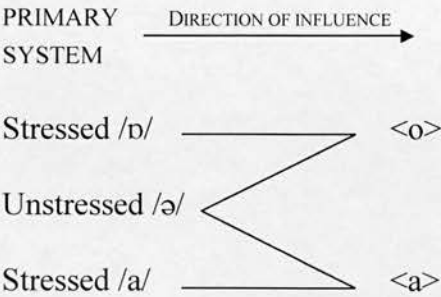 PRIMARY
SYSTEM
DIRECTION OF INFLUENCE
Stressed /ɒ/ <o>
Unstressed /ə/
Stressed /a/ <a>